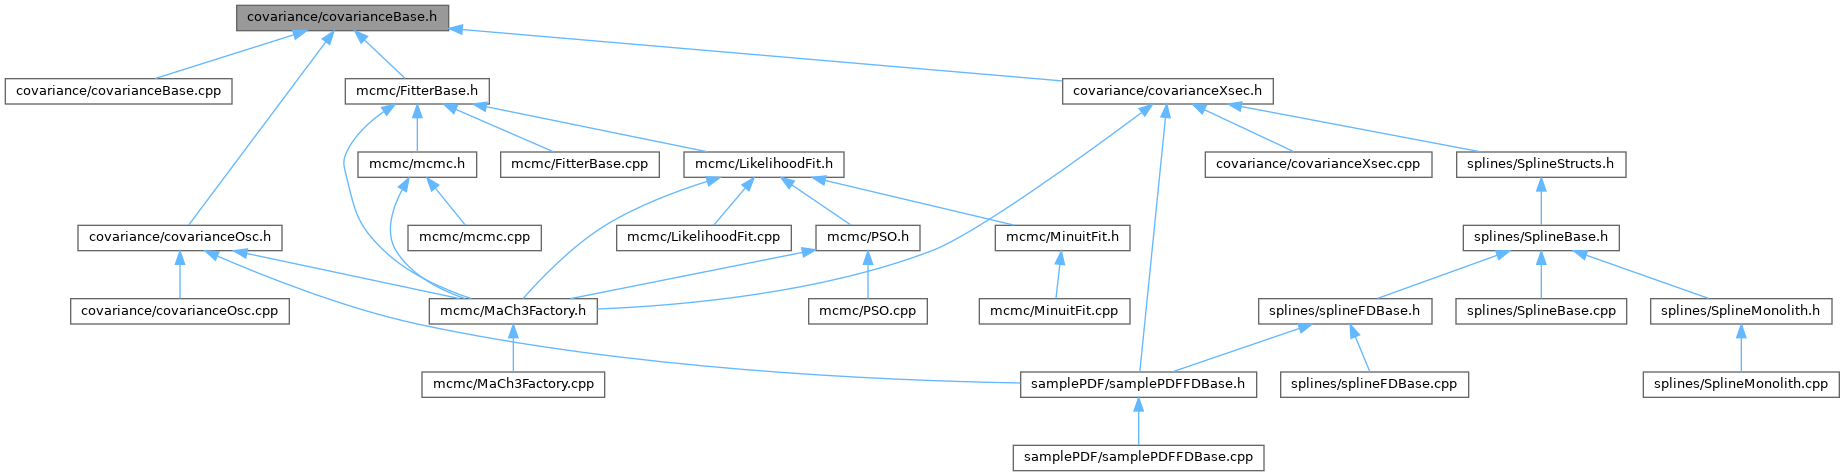 covariance/covarianceBase.h
covariance/covarianceBase.cpp
mcmc/FitterBase.h
covariance/covarianceXsec.h
mcmc/mcmc.h
mcmc/FitterBase.cpp
mcmc/LikelihoodFit.h
covariance/covarianceXsec.cpp
splines/SplineStructs.h
covariance/covarianceOsc.h
mcmc/mcmc.cpp
mcmc/LikelihoodFit.cpp
mcmc/PSO.h
mcmc/MinuitFit.h
splines/SplineBase.h
covariance/covarianceOsc.cpp
mcmc/MaCh3Factory.h
mcmc/PSO.cpp
mcmc/MinuitFit.cpp
splines/splineFDBase.h
splines/SplineBase.cpp
splines/SplineMonolith.h
mcmc/MaCh3Factory.cpp
samplePDF/samplePDFFDBase.h
splines/splineFDBase.cpp
splines/SplineMonolith.cpp
samplePDF/samplePDFFDBase.cpp